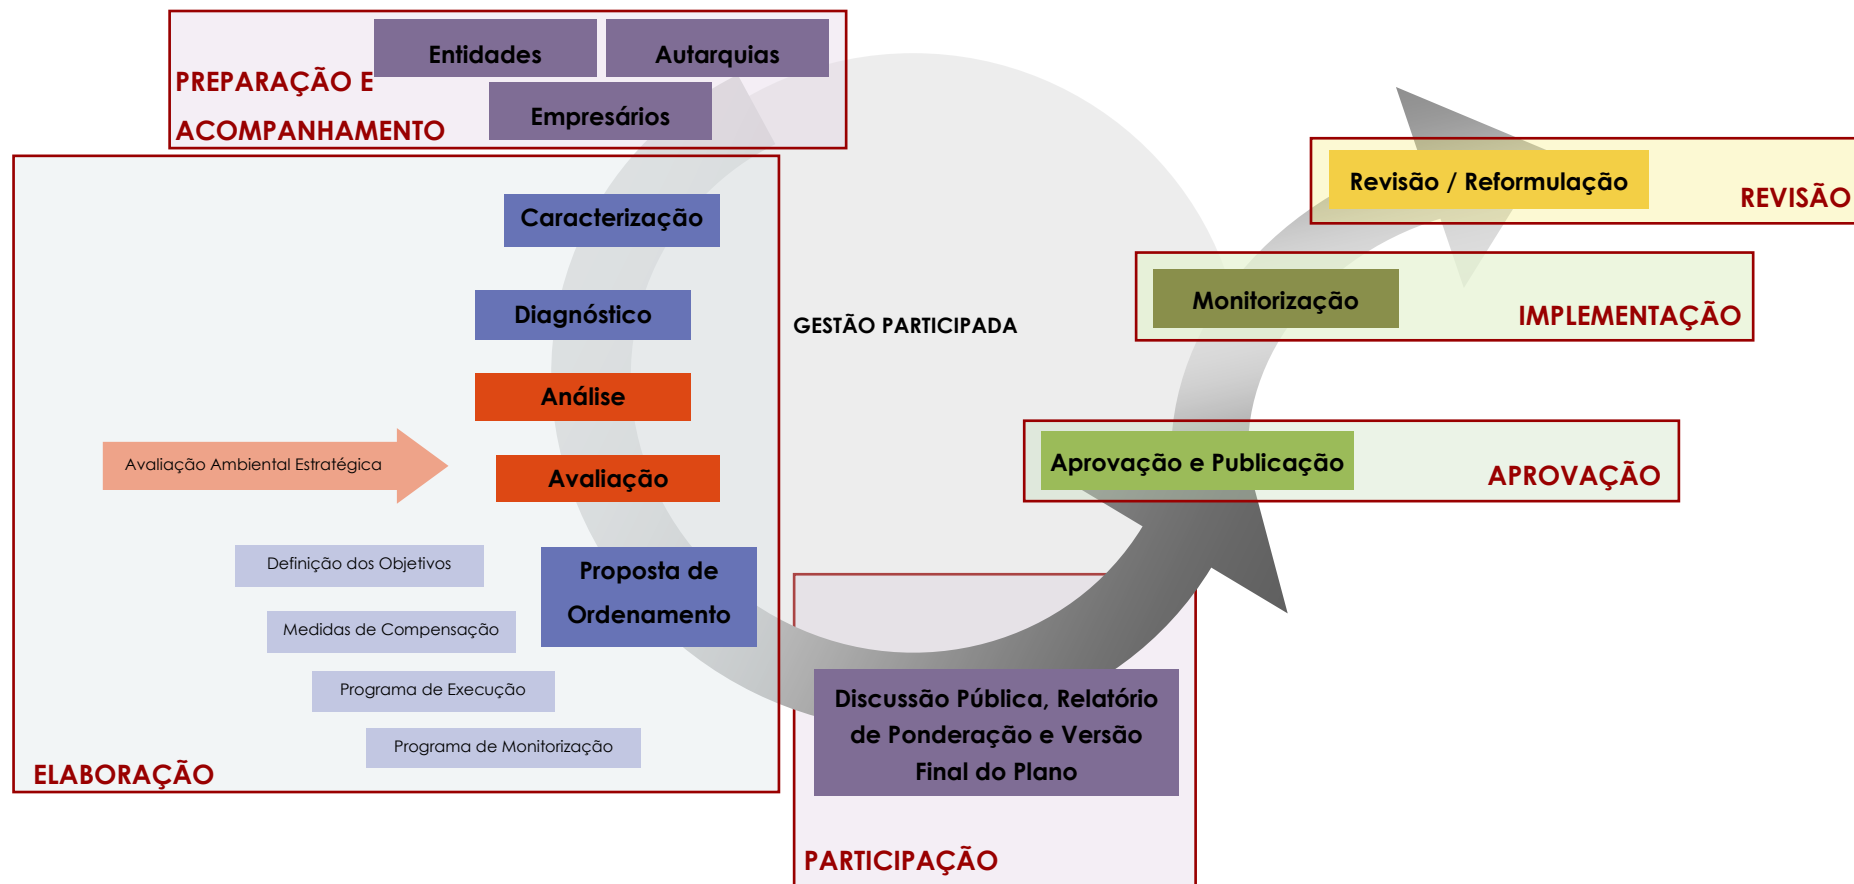 Entidades
Autarquias
PREPARAÇÃO E
ACOMPANHAMENTO
Empresários
Caracterização
Diagnóstico
Análise
Avaliação Ambiental Estratégica
Avaliação
Definição dos Objetivos
Medidas de Compensação
Programa de Execução
Programa de Monitorização
Proposta de
Ordenamento
ELABORAÇÃO
GESTÃO PARTICIPADA
Discussão Pública, Relatório
de Ponderação e Versão
Final do Plano
PARTICIPAÇÃO
Aprovação e Publicação
APROVAÇÃO
Monitorização
IMPLEMENTAÇÃO
Revisão / Reformulação
REVISÃO